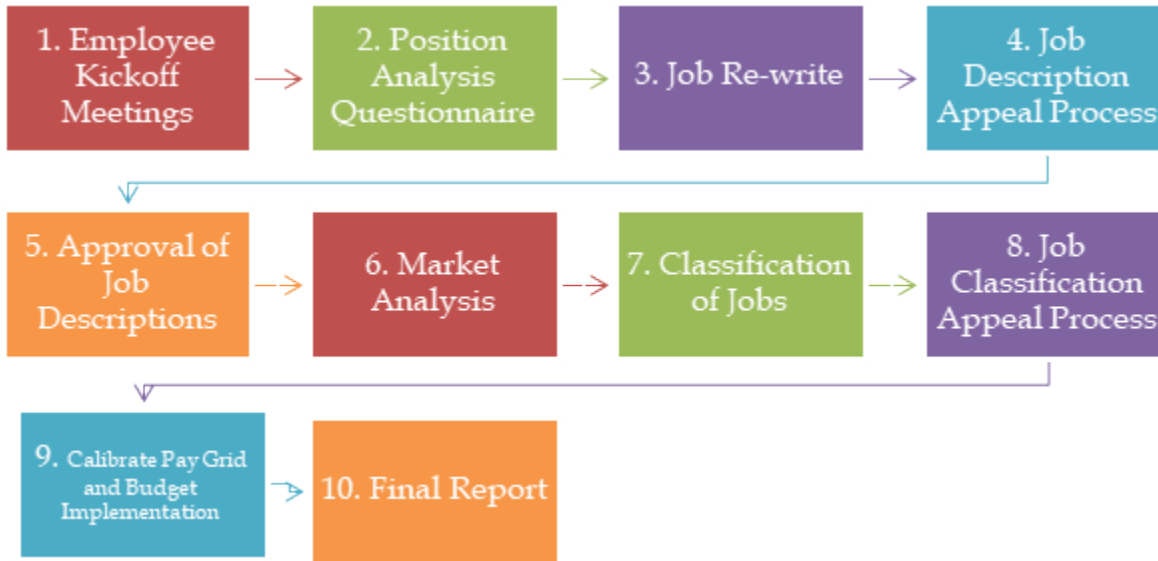 1. Employee
Kickoff
Meetings
2. Position
Analysis
Questionnaire
3. Job Re-write
4. Job
Description
Appeal Process
5. Approval of
Job
Descriptions
6. Market
Analysis
7. Classification
of Jobs
8. Job
Classification
Appeal Process
9. Calibrate Pay Grid
and Budget
Implementation
10. Final Report